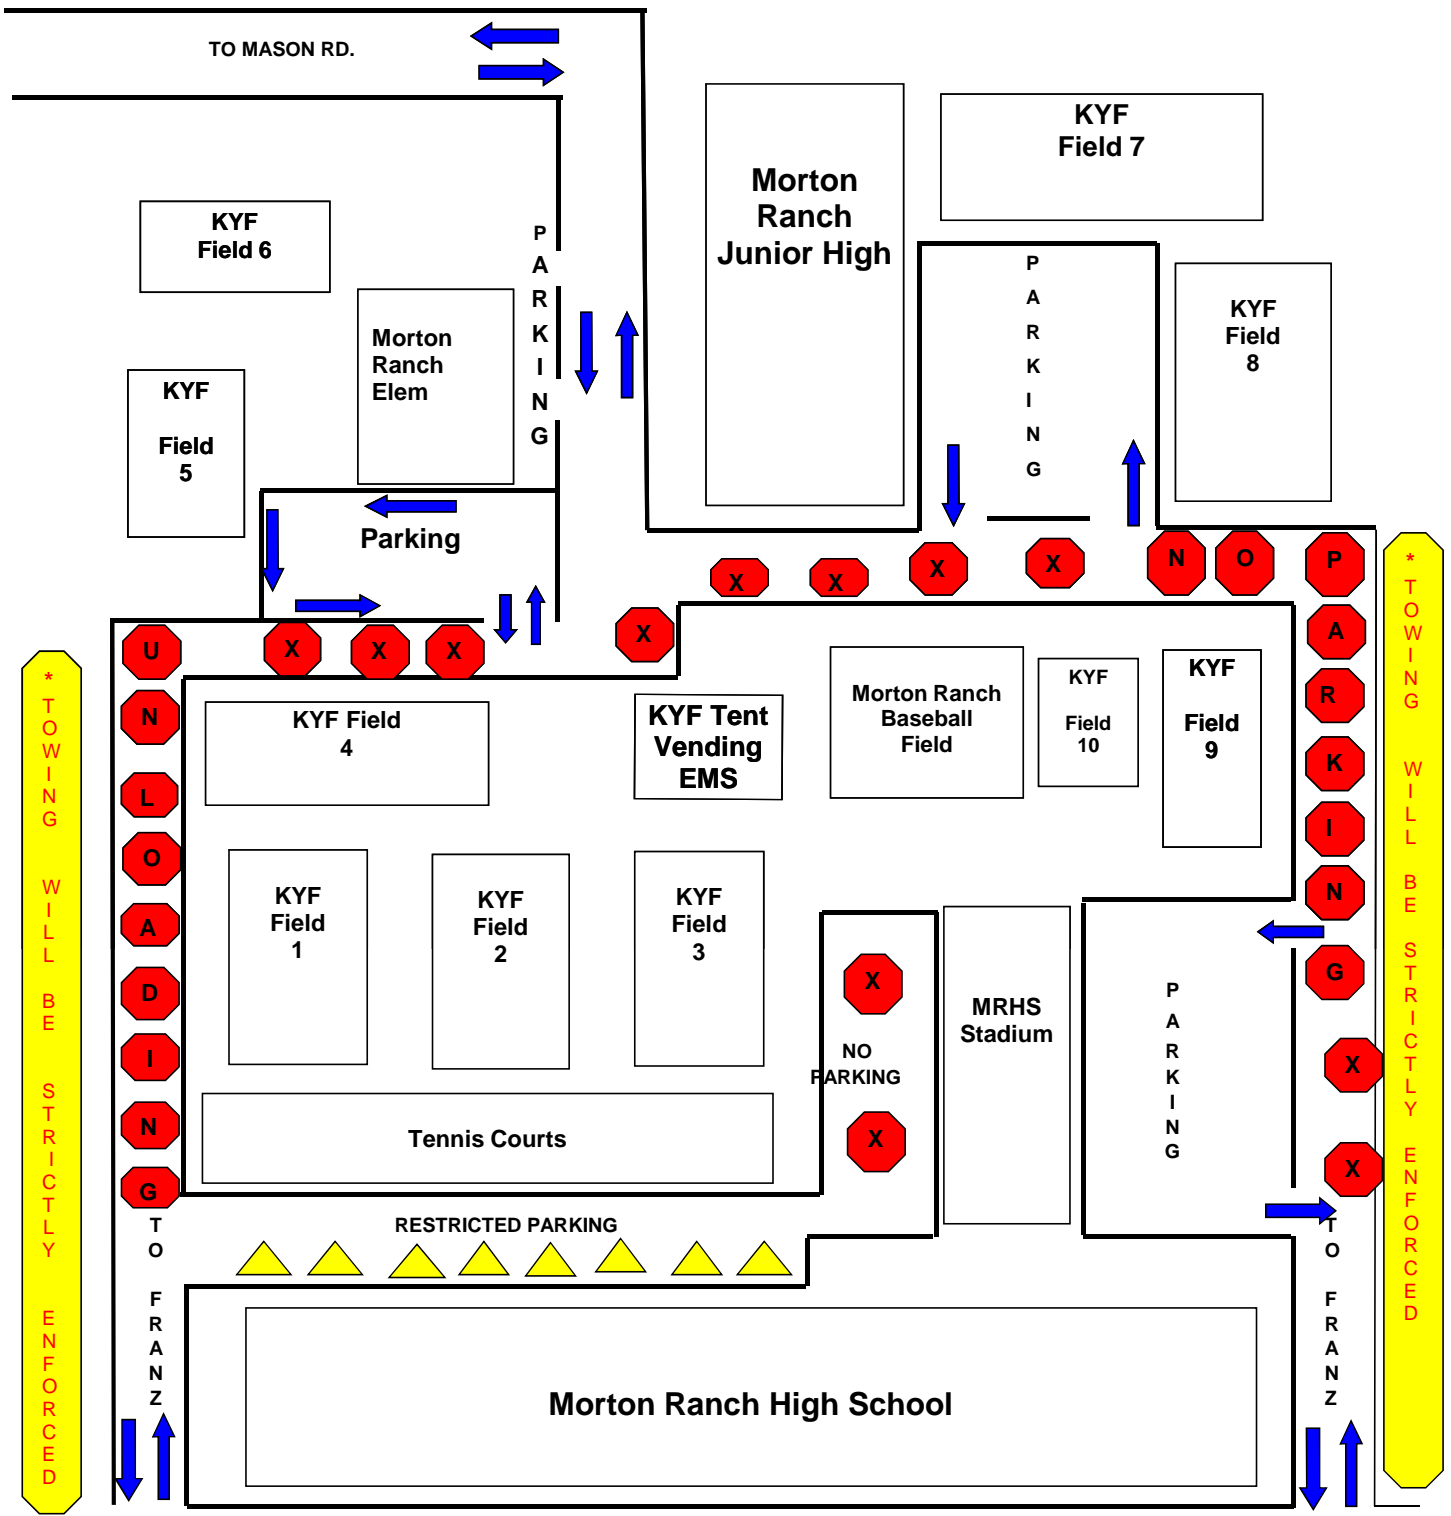 TO MASON RD.
KYF
Field 7
Morton
Ranch
Junior High
KYF
Field 6
PARKING
PARKING
Morton
Ranch
Elem
KYF
Field
8
KYF
Field
5
Parking
X
X
X
X
NO
PARKING
X
UNLOADING
X
X
X
*TOWING WILL BE STRICTLY ENFORCED
*TOWING WILL BE STRICTLY ENFORCED
KYF Field
4
KYF Tent
Vending
EMS
Morton Ranch
Baseball
Field
KYF
Field
10
KYF
Field
9
KYF
Field
1
KYF
Field
2
KYF
Field
3
X
NO
PARKING
X
MRHS
Stadium
PARKING
X
X
Tennis Courts
RESTRICTED PARKING
TO FRANZ
TO FRANZ
Morton Ranch High School